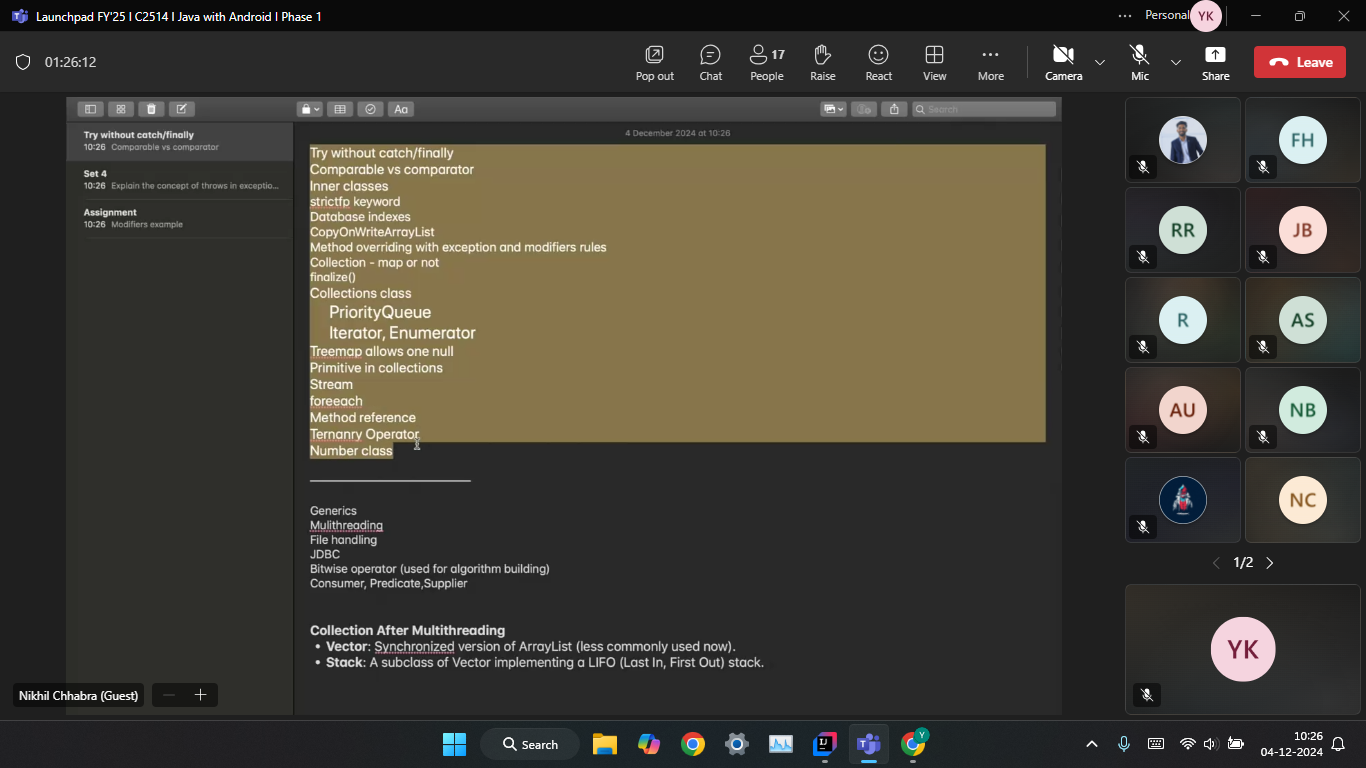 Launchpad FY'25 | C2514 | Java with Android | Phase 1
Personal
YK
01:26:12
Pop out
Chat
17
People
Raise
React
View
More
Camera
Mic
Share
Leave
Aa
Search
Try without catch/finally
10:26 Comparable vs comparator
Set 4
10:26 Explain the concept of throws in exceptio...
Assignment
10:26 Modifiers example
4 December 2024 at 10:26
Try without catch/finally
Comparable vs comparator
Inner classes
strictfp keyword
Database indexes
CopyOnWriteArrayList
Method overriding with exception and modifiers rules
Collection - map or not
finalize()
Collections class
PriorityQueue
Iterator, Enumerator
Treemap allows one null
Primitive in collections
Stream
foreeach
Method reference
Ternanry Operator
Number class
Generics
Mulithreading
File handling
JDBC
Bitwise operator (used for algorithm building)
Consumer, Predicate,Supplier
Collection After Multithreading
• Vector: Synchronized version of ArrayList (less commonly used now).
• Stack: A subclass of Vector implementing a LIFO (Last In, First Out) stack.
Nikhil Chhabra (Guest)
FH
RR
JB
R
AS
AU
NB
NC
1/2
YK
Search
Y
10:26
04-12-2024